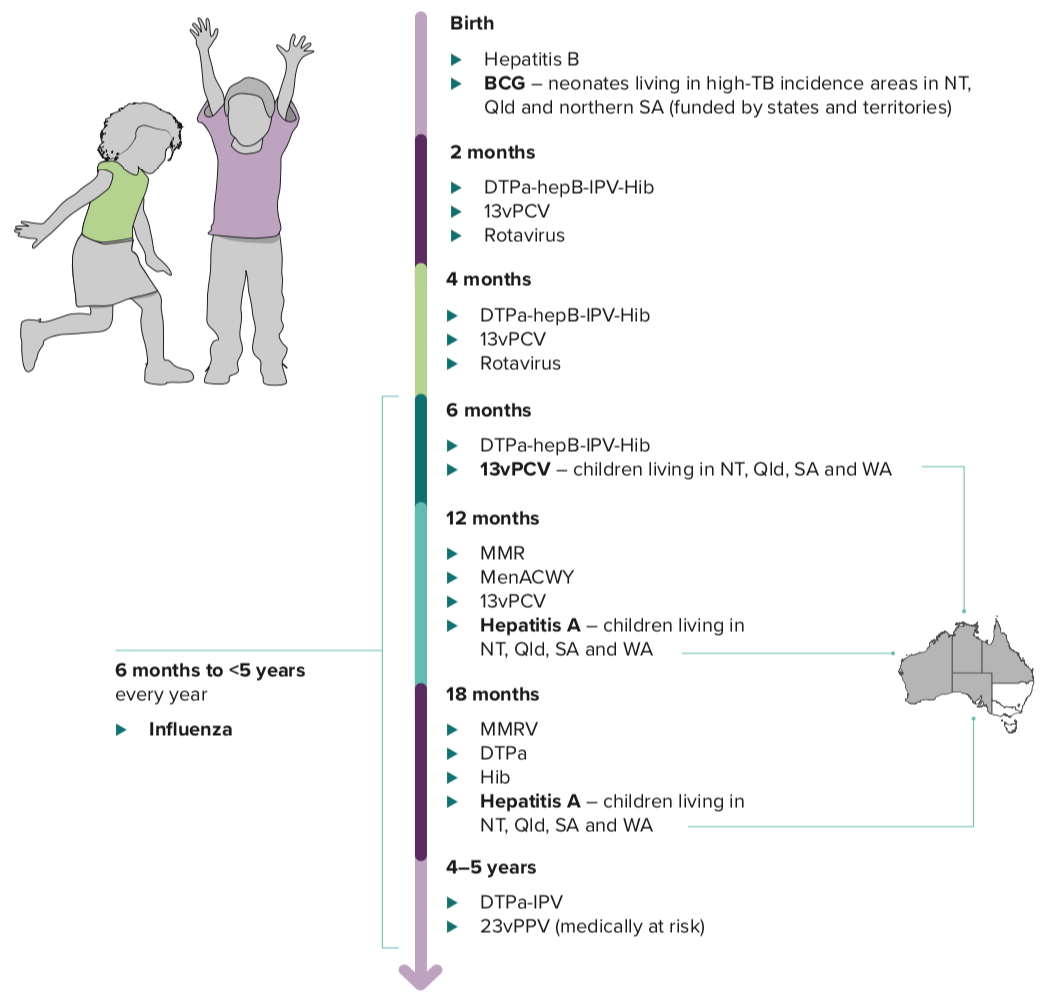 Birth
► Hepatitis B
► BCG – neonates living in high-TB incidence areas in NT,
Qld and northern SA (funded by states and territories)
2 months
► DTPa-hepB-IPV-Hib
► 13vPCV
► Rotavirus
4 months
► DTPa-hepB-IPV-Hib
► 13vPCV
► Rotavirus
6 months
► DTPa-hepB-IPV-Hib
► 13vPCV – children living in NT, Qld, SA and WA
12 months
► MMR
► MenACWY
► 13vPCV
► Hepatitis A – children living in
NT, Qld, SA and WA
6 months to <5 years
every year
► Influenza
18 months
► MMRV
► DTPa
► Hib
► Hepatitis A – children living in
NT, Qld, SA and WA
4–5 years
► DTPa-IPV
► 23vPPV (medically at risk)